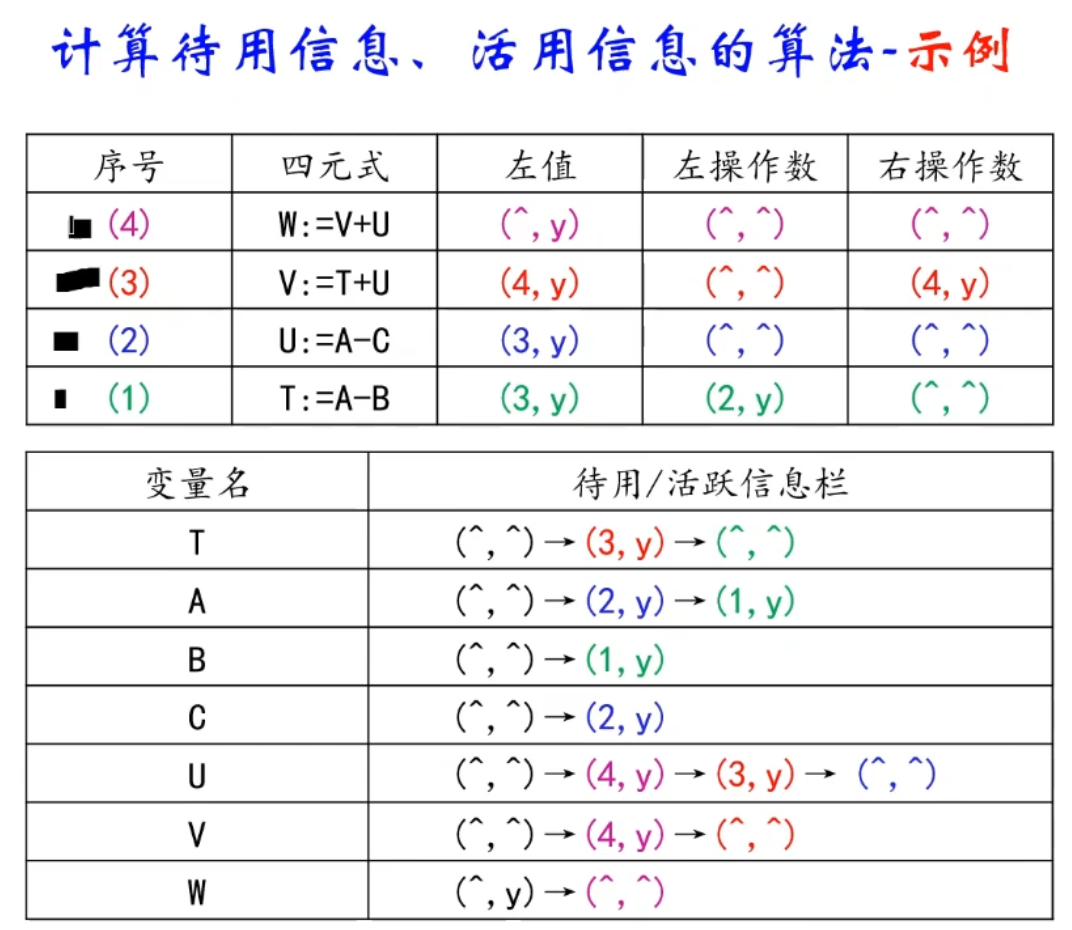 计算待用信息、活用信息的算法-示例
序号 四元式 左值 左操作数 右操作数
(4) W:=V+U (^,y) (^,^) (^,^)
(3) V:=T+U (4,y) (^,^) (4,y)
(2) U:=A-C (3,y) (^,^) (^,^)
(1) T:=A-B (3,y) (2,y) (^,^)
变量名 待用/活跃信息栏
T (^,^)→(3,y)→(^,^)
A (^,^)→(2,y)→(1,y)
B (^,^)→(1,y)
C (^,^)→(2,y)
U (^,^)→(4,y)→(3,y)→ (^,^)
V (^,^)→(4,y)→(^,^)
W (^,y)→(^,^)